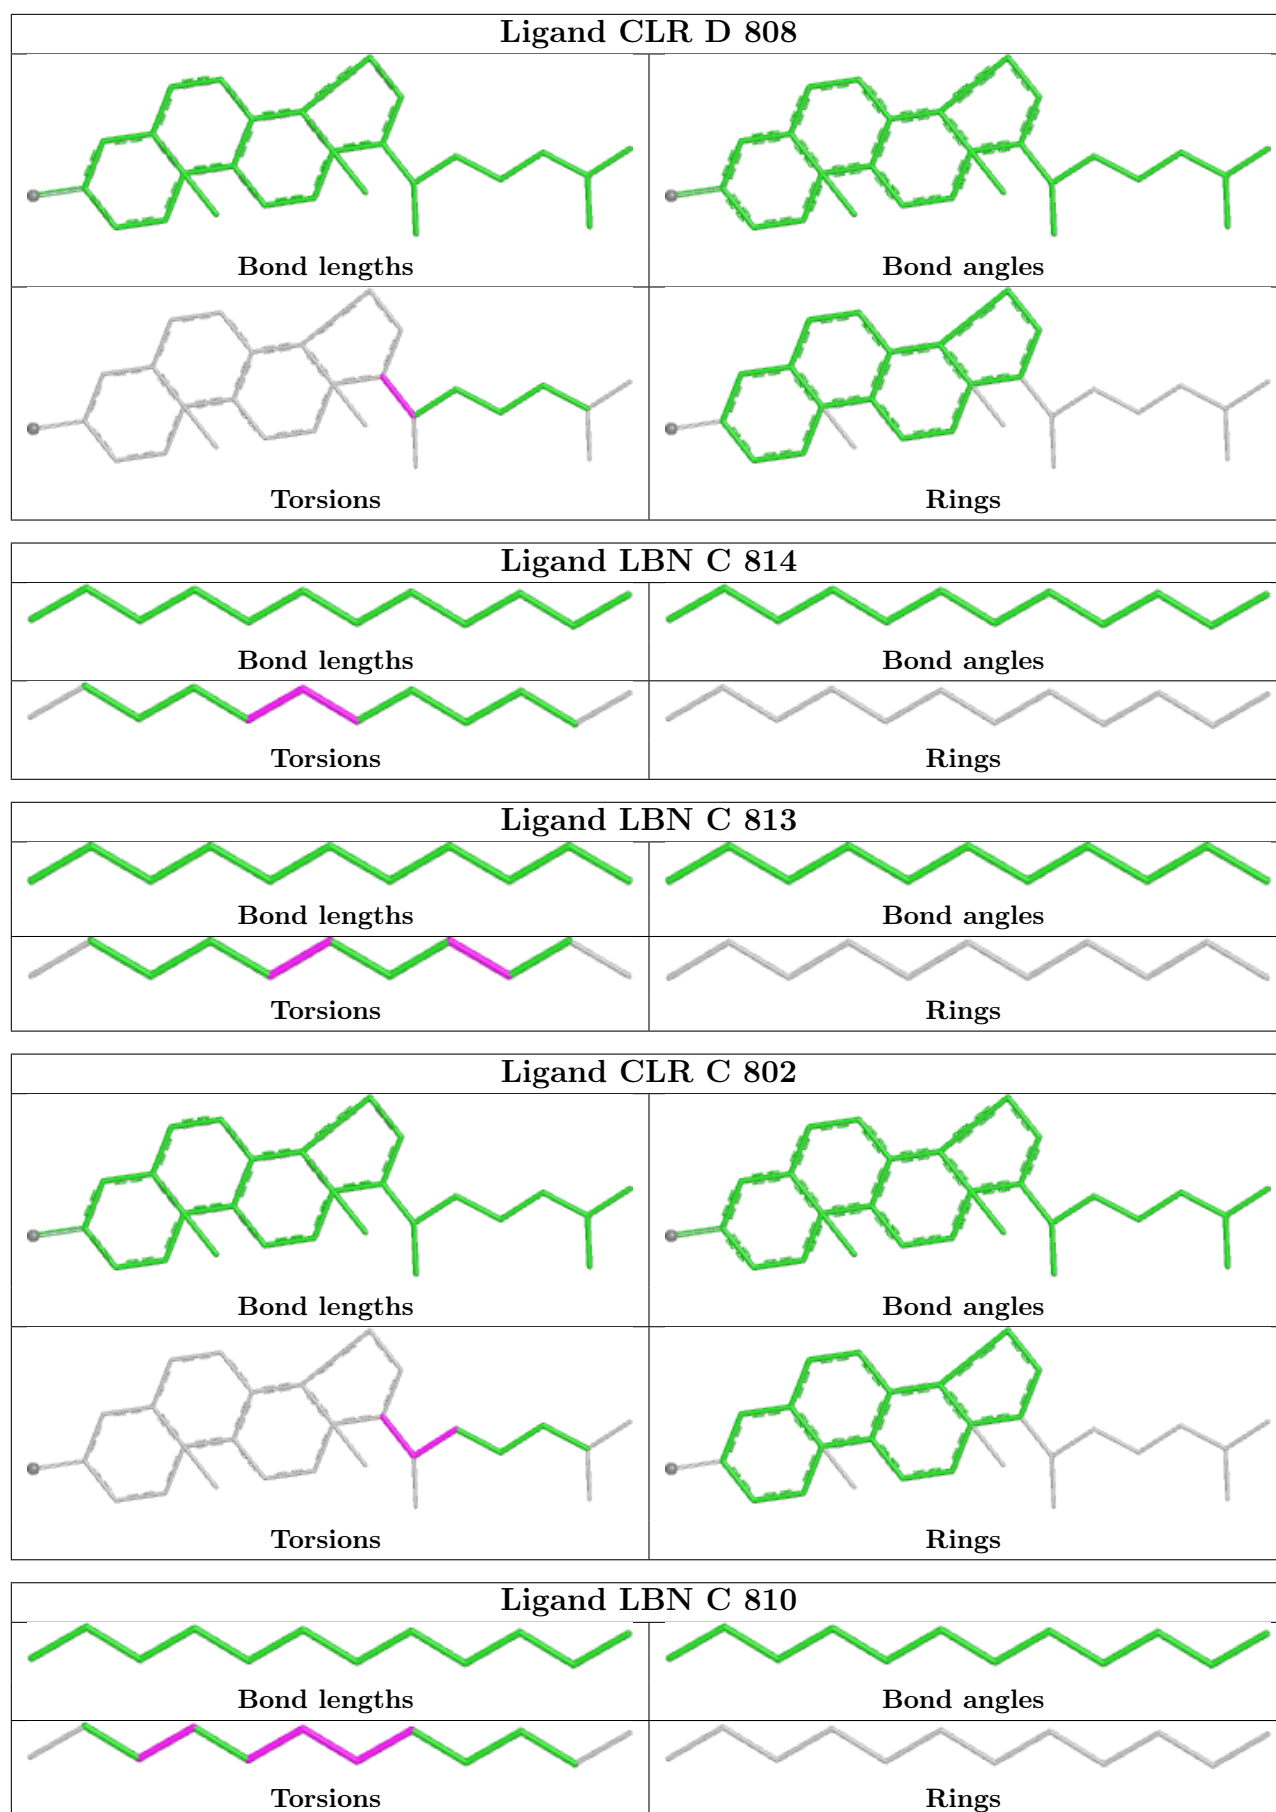 Ligand CLR D 808
Bond lengths
Bond angles
Torsions
Rings
Ligand LBN C 814
Bond lengths
Bond angles
Torsions
Rings
Ligand LBN C 813
Bond lengths
Bond angles
Torsions
Rings
Ligand CLR C 802
Bond lengths
Bond angles
Torsions
Rings
Ligand LBN C 810
Bond lengths
Bond angles
Torsions
Rings